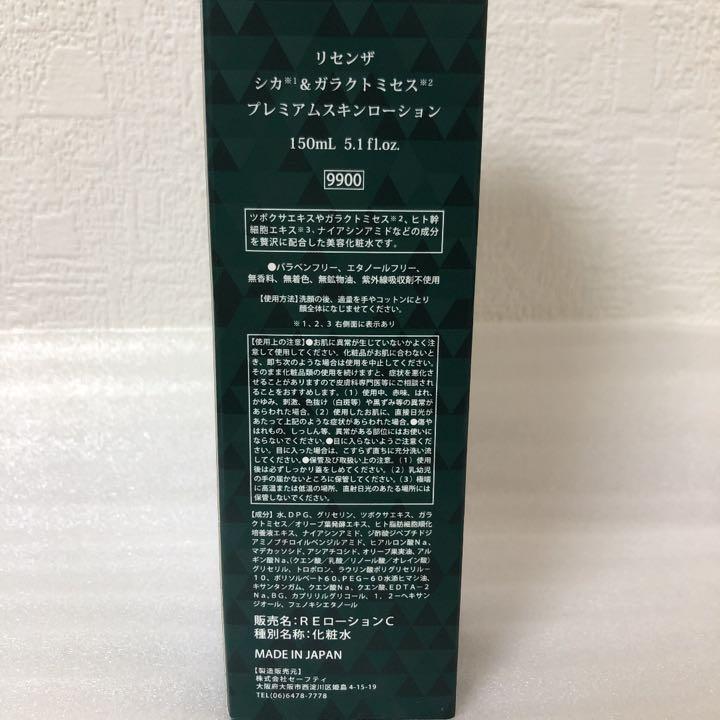 リセンザ
シカ※1&ガラクトミセス※2
プレミアムスキンローション
150mL 5.1 fl.oz.
9900
ツボクサエキスやガラクトミセス※2、ヒト幹
細胞エキス※3、ナイアシンアミドなどの成分
を贅沢に配合した美容化粧水です。
●パラベンフリー、エタノールフリー、
無香料、無着色、無鉱物油、紫外線吸収剤不使用
【使用方法】洗顔の後、適量を手やコットンにとり
顔全体になじませてください。
※1、2、3 右側面に表示あり
【使用上の注意】●お肌に異常が生じていないかよく注
意して使用してください。化粧品がお肌に合わないと
き、即ち次のような場合は使用を中止してください。
そのまま化粧品類の使用を続けますと、症状を悪化さ
せることがありますので皮膚科専門医等にご相談され
ることをおすすめします。(1)使用中、赤味、はれ、
かゆみ、刺激、色抜け(白斑等)や黒ずみ等の異常が
あらわれた場合。(2)使用したお肌に、直接日光が
あたって上記のような症状があらわれた場合。●傷や
はれもの、しっしん等、異常がある部位にはお使いに
ならないでください。●目に入らないようご注意くだ
さい。目に入った場合は、こすらず直ちに充分洗い流
してください。●保管及び取扱い上の注意。(1)使用
後は必ずしっかり蓋をしめてください。(2)乳幼児
の手の届かないところに保管してください。(3)極端
に高温または低温の場所、直射日光のあたる場所には
保管しないでください。
【成分】水、DPG、グリセリン、ツボクサエキス、ガラ
クトミセス/オリーブ葉発酵エキス、ヒト脂肪細胞順化
培養液エキス、ナイアシンアミド、ジ酢酸ジペプチドジ
アミノブチロイルベンジルアミド、ヒアルロン酸Na、
マデカッソシド、アシアチコシド、オリーブ果実油、アル
ギン酸Na、(クエン酸/乳酸/リノール酸/オレイン酸)
グリセリル、トロポロン、ラウリン酸ポリグリセリル-
10、ポリソルベート60、PEG-60水添ヒマシ油、
キサンタンガム、クエン酸Na、クエン酸、EDTA-2
Na、BG、カプリリルグリコール、1,2-ヘキサン
ジオール、フェノキシエタノール
販売名:REローションC
種別名称:化粧水
MADE IN JAPAN
【製造販売元】
株式会社セーフティ
大阪府大阪市西淀川区姫島 4-15-19
TEL(06)6478-7778